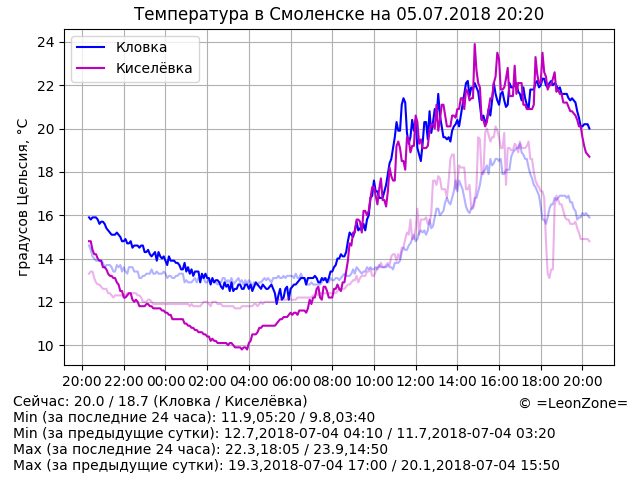 Температура в Смоленске на 05.07.2018 20:20
Кловка
Киселёвка
градусов Цельсия, °C
24
22
20
18
16
14
12
10
20:00 22:00 00:00 02:00 04:00 06:00 08:00 10:00 12:00 14:00 16:00 18:00 20:00
Сейчас: 20.0 / 18.7 (Кловка / Киселёвка)
© =LeonZone=
Min (за последние 24 часа): 11.9,05:20 / 9.8,03:40
Min (за предыдущие сутки): 12.7,2018-07-04 04:10 / 11.7,2018-07-04 03:20
Max (за последние 24 часа): 22.3,18:05 / 23.9,14:50
Max (за предыдущие сутки): 19.3,2018-07-04 17:00 / 20.1,2018-07-04 15:50